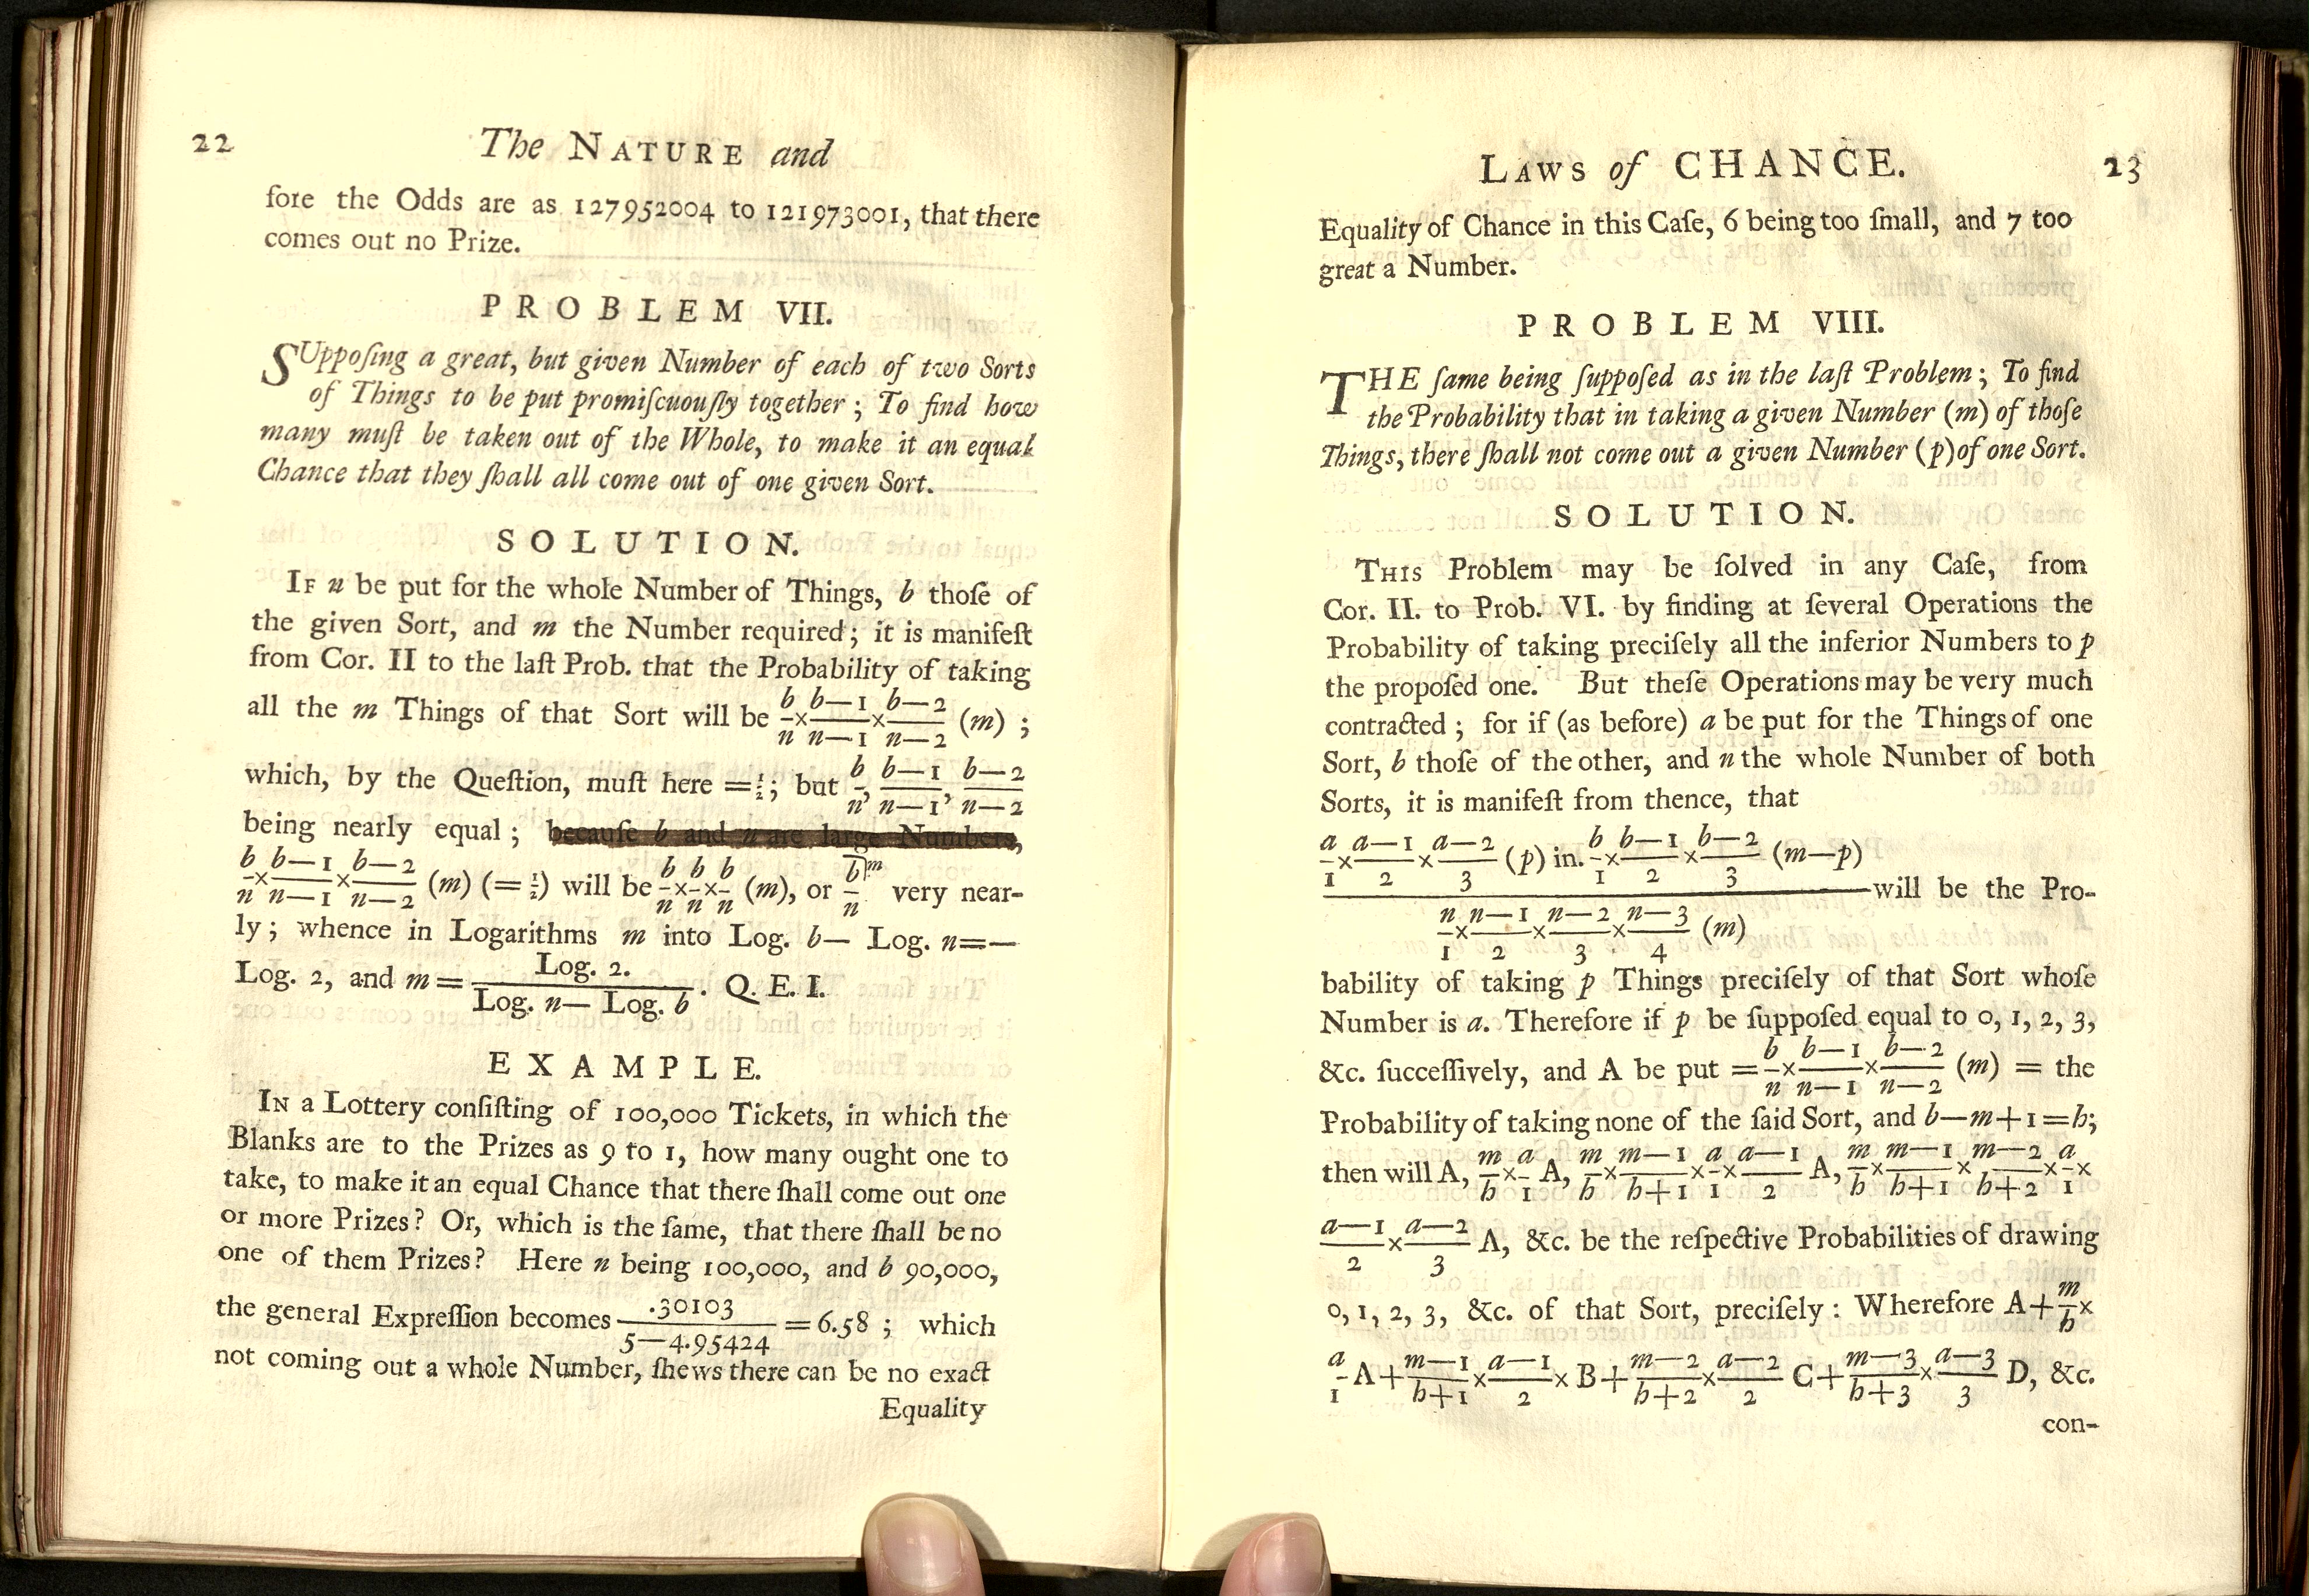 22
The NATURE and
fore the Odds are as 127952004 to 121973001, that there
comes out no Prize.
PROBLEM VII.
SUppoſing a great, but given Number of each of two Sorts
of Things to be put promiſcuouſly together; To find how
many muſt be taken out of the Whole, to make it an equal
Chance that they ſhall all come out of one given Sort.
SOLUTION.
IF n be put for the whole Number of Things, b thoſe of
the given Sort, and m the Number required; it is manifeſt
from Cor. II to the laſt Prob. that the Probability of taking
all the m Things of that Sort will be b/n × b—1/n—1 × b—2/n—2 (m);
which, by the Queſtion, muſt here =½; but b/n, b—1/n—1, b—2/n—2
being nearly equal; becauſe b and n are large Numbers,
b/n × b—1/n—1 × b—2/n—2 (m) (=½) will be b/n × b/n × b/n (m), or b/n|^m very near-
ly; whence in Logarithms m into Log. b— Log. n=—
Log. 2, and m = Log. 2. / Log. n— Log. b. Q. E. I.
EXAMPLE.
IN a Lottery conſiſting of 100,000 Tickets, in which the
Blanks are to the Prizes as 9 to 1, how many ought one to
take, to make it an equal Chance that there ſhall come out one
or more Prizes? Or, which is the ſame, that there ſhall be no
one of them Prizes? Here n being 100,000, and b 90,000,
the general Expreſſion becomes .30103 / 5—4.95424 = 6.58; which
not coming out a whole Number, ſhews there can be no exact
Equality
LAWS of CHANCE.
23
Equality of Chance in this Caſe, 6 being too ſmall, and 7 too
great a Number.
PROBLEM VIII.
THE ſame being ſuppoſed as in the laſt Problem; To find
the Probability that in taking a given Number (m) of thoſe
Things, there ſhall not come out a given Number (p) of one Sort.
SOLUTION.
THIS Problem may be ſolved in any Caſe, from
Cor. II. to Prob. VI. by finding at ſeveral Operations the
Probability of taking preciſely all the inferior Numbers to p
the propoſed one. But theſe Operations may be very much
contracted; for if (as before) a be put for the Things of one
Sort, b thoſe of the other, and n the whole Number of both
Sorts, it is manifeſt from thence, that
a/1 × a—1/2 × a—2/3 (p) in. b/1 × b—1/2 × b—2/3 (m—p)
will be the Pro-
n/1 × n—1/2 × n—2/3 × n—3/4 (m)
bability of taking p Things preciſely of that Sort whoſe
Number is a. Therefore if p be ſuppoſed equal to 0, 1, 2, 3,
&c. ſucceſſively, and A be put = b/n × b—1/n—1 × b—2/n—2 (m) = the
Probability of taking none of the ſaid Sort, and b—m+1=h;
then will A, m/h × a/1 A, m/h × m—1/h+1 × a/1 × a—1/2 A, m/h × m—1/h+1 × m—2/h+2 × a/1 ×
a—1/2 × a—2/3 A, &c. be the reſpective Probabilities of drawing
0, 1, 2, 3, &c. of that Sort, preciſely: Wherefore A + m/h ×
a/1 A + m—1/h+1 × a—1/2 × B + m—2/h+2 × a—2/2 C + m—3/h+3 × a—3/3 D, &c.
con-